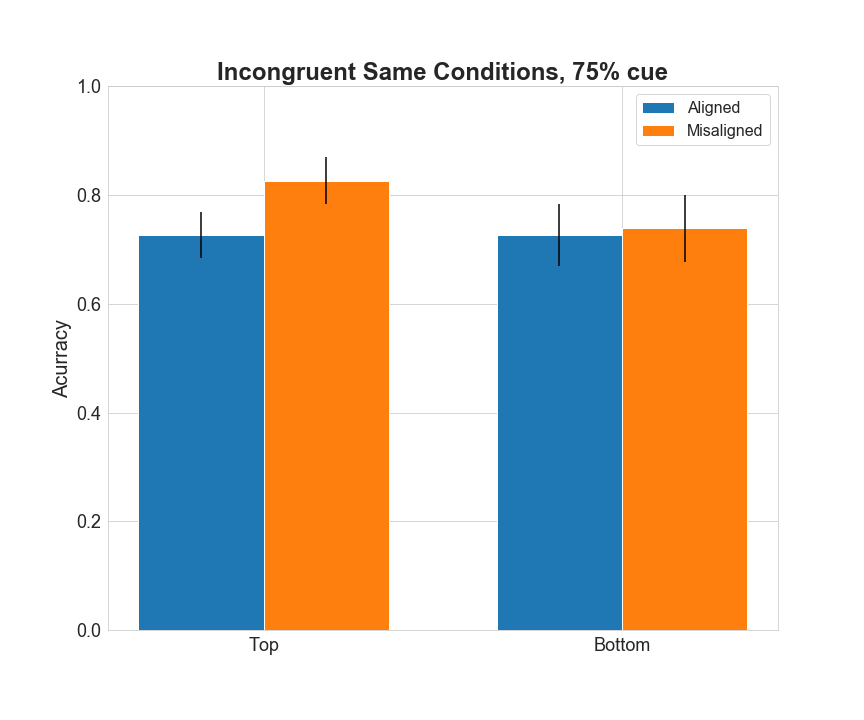 Incongruent Same Conditions, 75% cue
1.0
0.8
0.6
0.4
0.2
0.0
Acurracy
Aligned
Misaligned
Top
Bottom